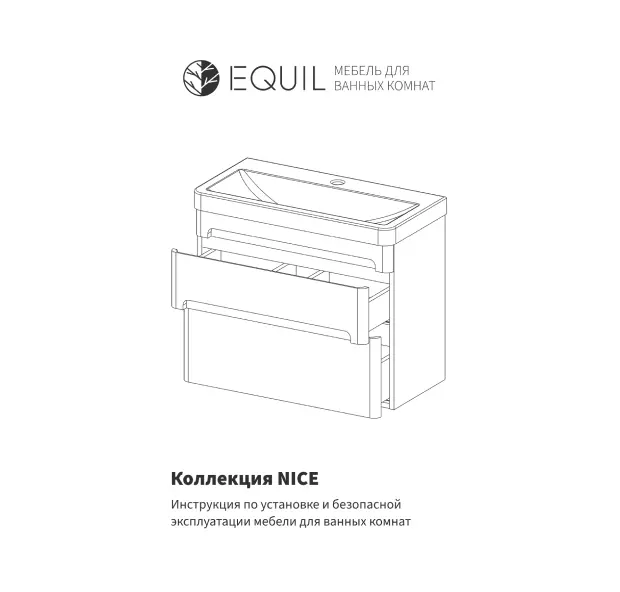 EQUIL
МЕБЕЛЬ ДЛЯ
ВАННЫХ КОМНАТ
Коллекция NICE
Инструкция по установке и безопасной
эксплуатации мебели для ванных комнат